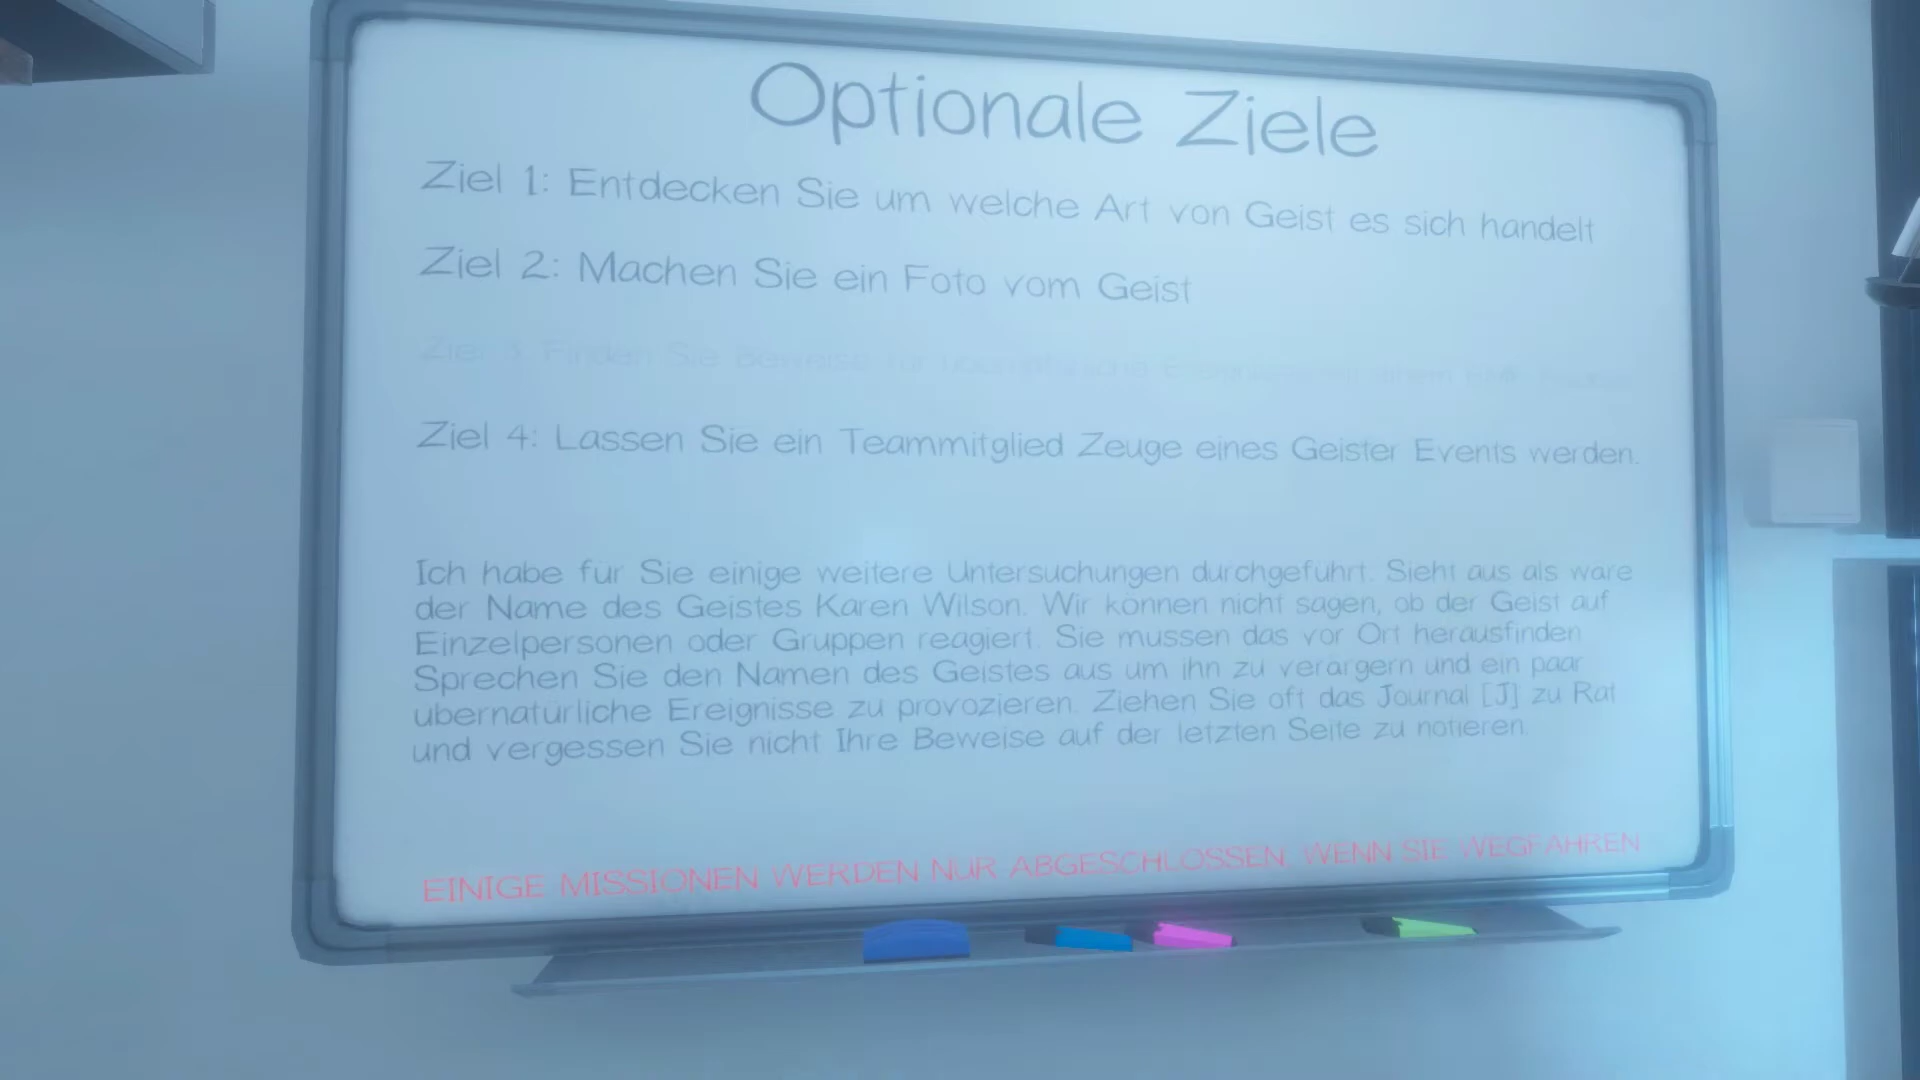 Optionale Ziele
Ziel 1: Entdecken Sie um welche Art von Geist es sich handelt
Ziel 2: Machen Sie ein Foto vom Geist
Ziel 3 Finden Sie Beweise für
Ziel 4: Lassen Sie ein Teammitglied Zeuge eines Geister Events werden.
Ich habe für Sie einige weitere Untersuchungen durchgeführt. Sieht aus als wäre
der Name des Geistes Karen Wilson. Wir können nicht sagen, ob der Geist auf
Einzelpersonen oder Gruppen reagiert. Sie müssen das vor Ort herausfinden
Sprechen Sie den Namen des Geistes aus um ihn zu verärgern und ein paar
übernatürliche Ereignisse zu provozieren. Ziehen Sie oft das Journal [J] zu Rat
und vergessen Sie nicht Ihre Beweise auf der letzten Seite zu notieren.
EINIGE MISSIONEN WERDEN NUR ABGESCHLOSSEN, WENN SIE WEGFAHREN